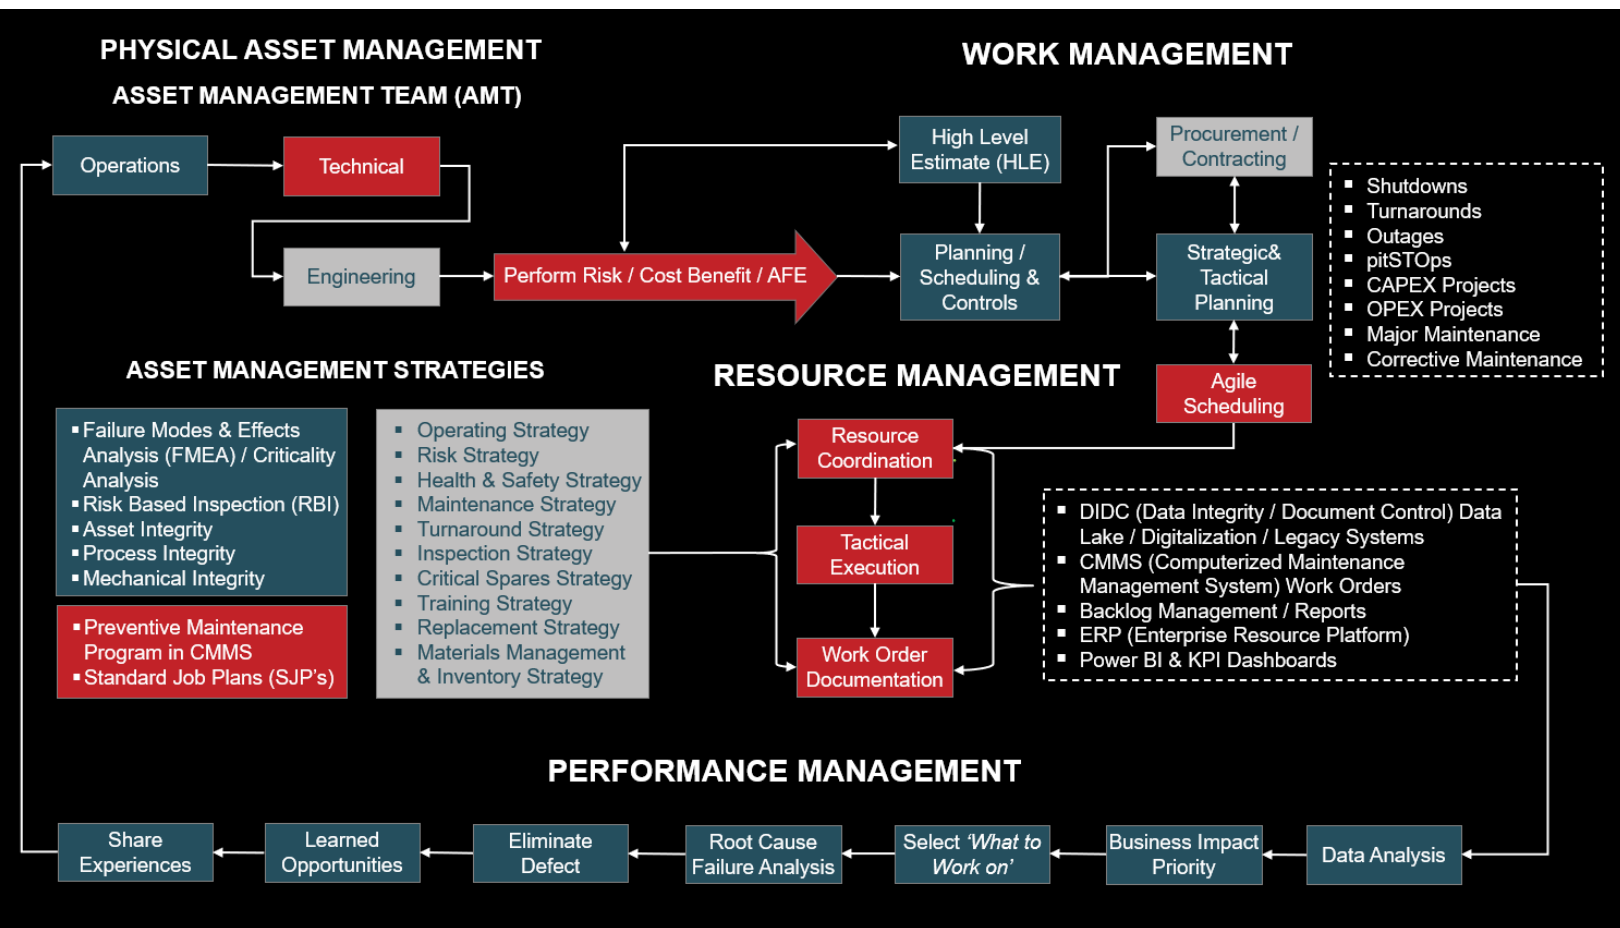 PHYSICAL ASSET MANAGEMENT
ASSET MANAGEMENT TEAM (AMT)
Operations
Technical
Engineering
Perform Risk / Cost Benefit / AFE
WORK MANAGEMENT
High Level
Estimate (HLE)
Planning /
Scheduling &
Controls
Procurement /
Contracting
Strategic&
Tactical
Planning
Agile
Scheduling
▪ Shutdowns
▪ Turnarounds
▪ Outages
▪ pitSTOps
▪ CAPEX Projects
▪ OPEX Projects
▪ Major Maintenance
▪ Corrective Maintenance
ASSET MANAGEMENT STRATEGIES
▪ Failure Modes & Effects
Analysis (FMEA) / Criticality
Analysis
▪ Risk Based Inspection (RBI)
▪ Asset Integrity
▪ Process Integrity
▪ Mechanical Integrity
▪ Preventive Maintenance
Program in CMMS
▪ Standard Job Plans (SJP's)
▪ Operating Strategy
▪ Risk Strategy
▪ Health & Safety Strategy
▪ Maintenance Strategy
▪ Turnaround Strategy
▪ Inspection Strategy
▪ Critical Spares Strategy
▪ Training Strategy
▪ Replacement Strategy
▪ Materials Management
& Inventory Strategy
RESOURCE MANAGEMENT
Resource
Coordination
Tactical
Execution
Work Order
Documentation
▪ DIDC (Data Integrity / Document Control) Data
Lake / Digitalization / Legacy Systems
▪ CMMS (Computerized Maintenance
Management System) Work Orders
▪ Backlog Management / Reports
▪ ERP (Enterprise Resource Platform)
▪ Power BI & KPI Dashboards
PERFORMANCE MANAGEMENT
Share
Experiences
Learned
Opportunities
Eliminate
Defect
Root Cause
Failure Analysis
Select 'What to
Work on'
Business Impact
Priority
Data Analysis